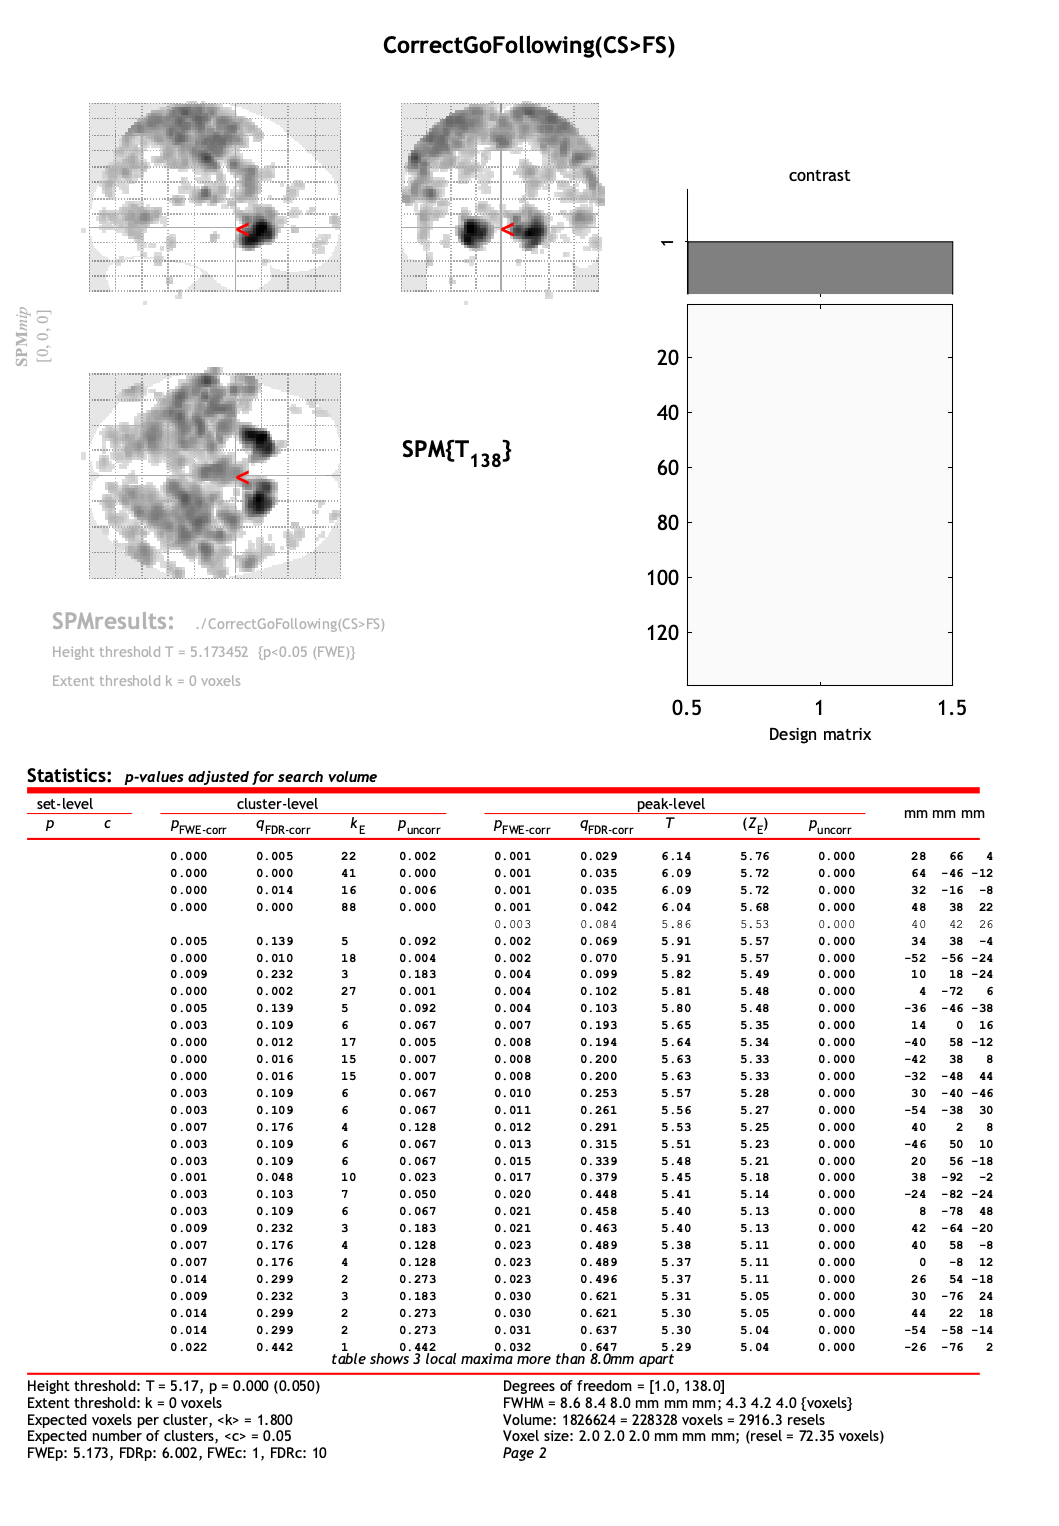 CorrectGoFollowing(CS>FS)
contrast
1
SPMmip
[0, 0, 0]
<
<
<
SPM{T138}
20
40
60
80
100
120
0.5 1 1.5
Design matrix
SPMresults: ./CorrectGoFollowing(CS>FS)
Height threshold T = 5.173452 {p<0.05 (FWE)}
Extent threshold k = 0 voxels
Statistics: p-values adjusted for search volume
set-level cluster-level peak-level mm mm mm
p c pFWE-corr qFDR-corr kE puncorr pFWE-corr qFDR-corr T (ZE) puncorr
0.000 0.005 22 0.002 0.001 0.029 6.14 5.76 0.000 28 66 4
0.000 0.000 41 0.000 0.001 0.035 6.09 5.72 0.000 64 -46 -12
0.000 0.014 16 0.006 0.001 0.035 6.09 5.72 0.000 32 -16 -8
0.000 0.000 88 0.000 0.001 0.042 6.04 5.68 0.000 48 38 22
0.003 0.084 5.86 5.53 0.000 40 42 26
0.005 0.139 5 0.092 0.002 0.069 5.91 5.57 0.000 34 38 -4
0.000 0.010 18 0.004 0.002 0.070 5.91 5.57 0.000 -52 -56 -24
0.009 0.232 3 0.183 0.004 0.099 5.82 5.49 0.000 10 18 -24
0.000 0.002 27 0.001 0.004 0.102 5.81 5.48 0.000 4 -72 6
0.005 0.139 5 0.092 0.004 0.103 5.80 5.48 0.000 -36 -46 -38
0.003 0.109 6 0.067 0.007 0.193 5.65 5.35 0.000 14 0 16
0.000 0.012 17 0.005 0.008 0.194 5.64 5.34 0.000 -40 58 -12
0.000 0.016 15 0.007 0.008 0.200 5.63 5.33 0.000 -42 38 8
0.000 0.016 15 0.007 0.008 0.200 5.63 5.33 0.000 -32 -48 44
0.003 0.109 6 0.067 0.010 0.253 5.57 5.28 0.000 30 -40 -46
0.003 0.109 6 0.067 0.011 0.261 5.56 5.27 0.000 -54 -38 30
0.007 0.176 4 0.128 0.012 0.291 5.53 5.25 0.000 40 2 8
0.003 0.109 6 0.067 0.013 0.315 5.51 5.23 0.000 -46 50 10
0.003 0.109 6 0.067 0.015 0.339 5.48 5.21 0.000 20 56 -18
0.001 0.048 10 0.023 0.017 0.379 5.45 5.18 0.000 38 -92 -2
0.003 0.103 7 0.050 0.020 0.448 5.41 5.14 0.000 -24 -82 -24
0.003 0.109 6 0.067 0.021 0.458 5.40 5.13 0.000 8 -78 48
0.009 0.232 3 0.183 0.021 0.463 5.40 5.13 0.000 42 -64 -20
0.007 0.176 4 0.128 0.023 0.489 5.38 5.11 0.000 40 58 -8
0.007 0.176 4 0.128 0.023 0.489 5.37 5.11 0.000 0 -8 12
0.014 0.299 2 0.273 0.023 0.496 5.37 5.11 0.000 26 54 -18
0.009 0.232 3 0.183 0.030 0.621 5.31 5.05 0.000 30 -76 24
0.014 0.299 2 0.273 0.030 0.621 5.30 5.05 0.000 44 22 18
0.014 0.299 2 0.273 0.031 0.637 5.30 5.04 0.000 -54 -58 -14
0.022 0.442 1 0.442 0.032 0.647 5.29 5.04 0.000 -26 -76 2
table shows 3 local maxima more than 8.0mm apart
Height threshold: T = 5.17, p = 0.000 (0.050)
Extent threshold: k = 0 voxels
Expected voxels per cluster, <k> = 1.800
Expected number of clusters, <c> = 0.05
FWEp: 5.173, FDRp: 6.002, FWEc: 1, FDRc: 10
Degrees of freedom = [1.0, 138.0]
FWHM = 8.6 8.4 8.0 mm mm mm; 4.3 4.2 4.0 {voxels}
Volume: 1826624 = 228328 voxels = 2916.3 resels
Voxel size: 2.0 2.0 2.0 mm mm mm; (resel = 72.35 voxels)
Page 2